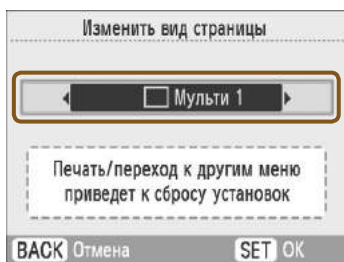 Изменить вид страницы
Мульти 1
Печать/переход к другим меню
приведет к сбросу установок
BACK Отмена SET OK